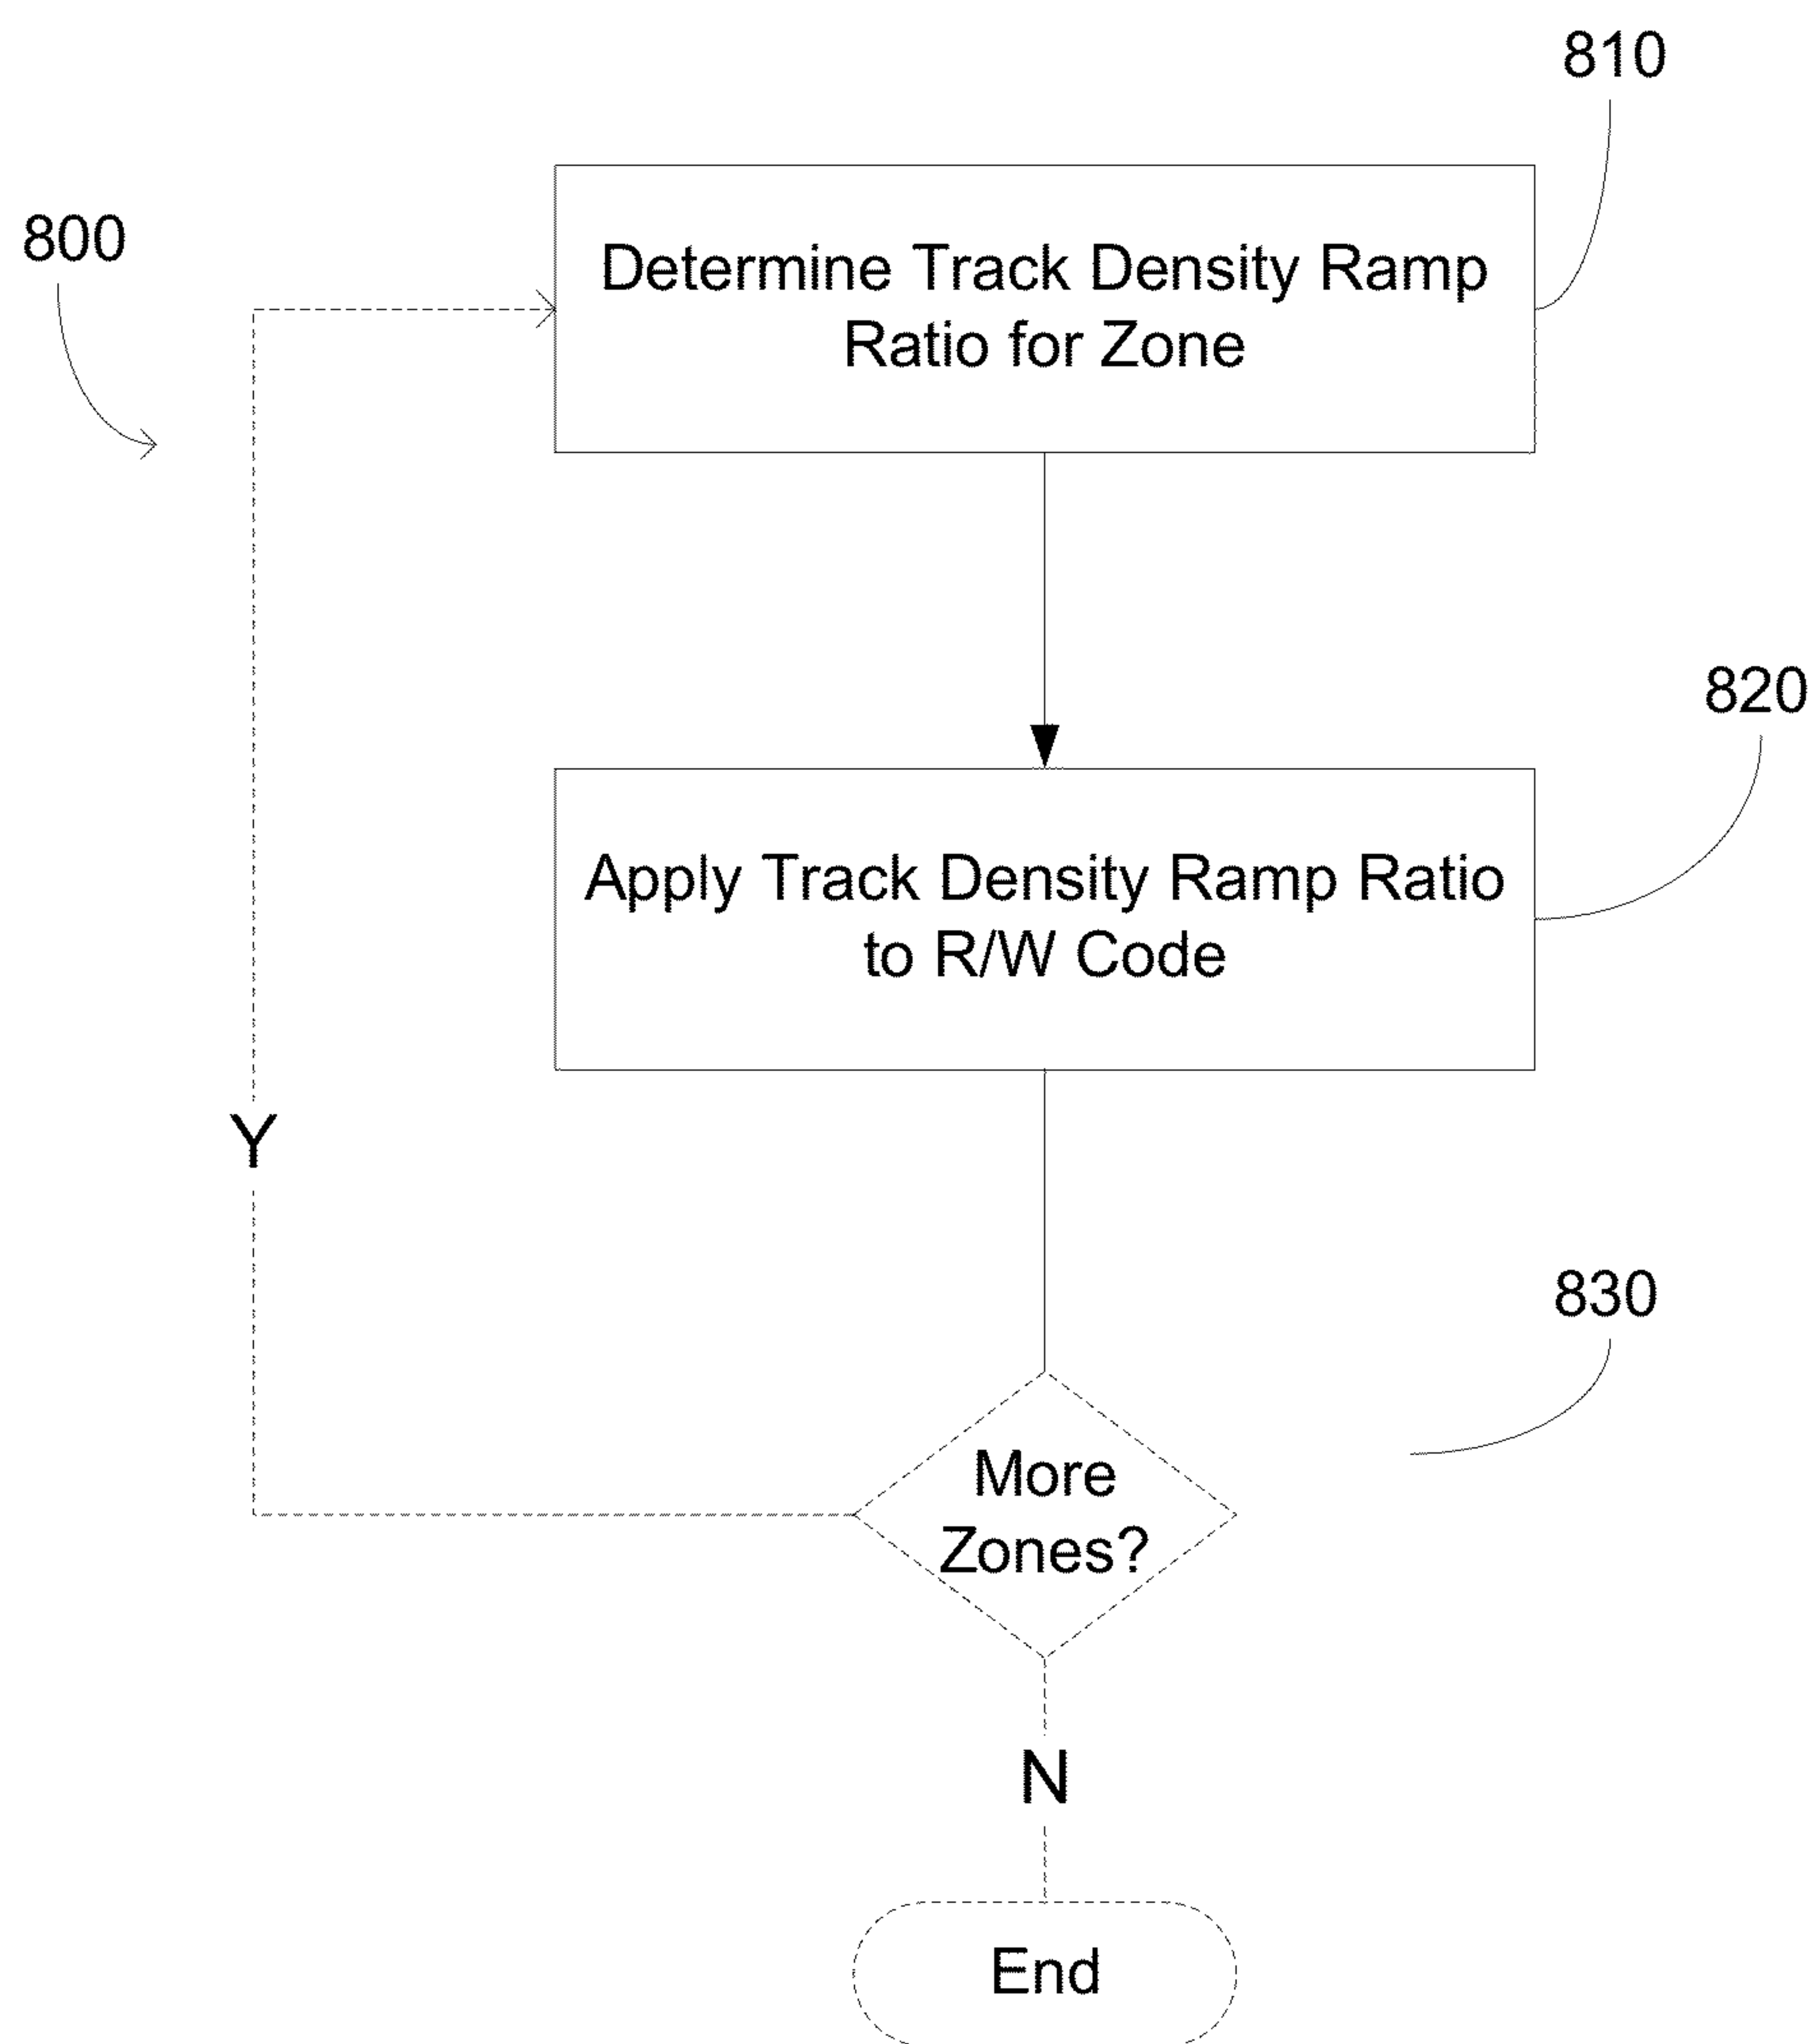 810
800
Determine Track Density Ramp
Ratio for Zone
820
Apply Track Density Ramp Ratio
to R/W Code
Y
830
More
Zones?
N
End